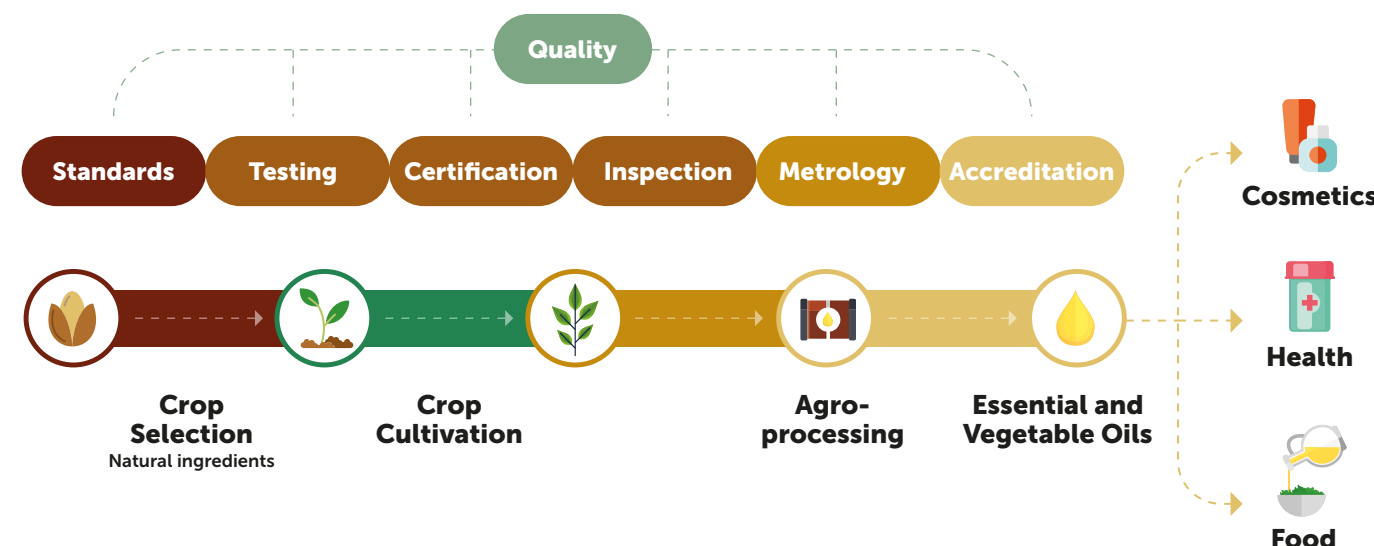 Quality
Standards
Testing
Certification
Inspection
Metrology
Accreditation
Cosmetics
Health
Crop
Selection
Natural ingredients
Crop
Cultivation
Agro-
processing
Essential and
Vegetable Oils
Food